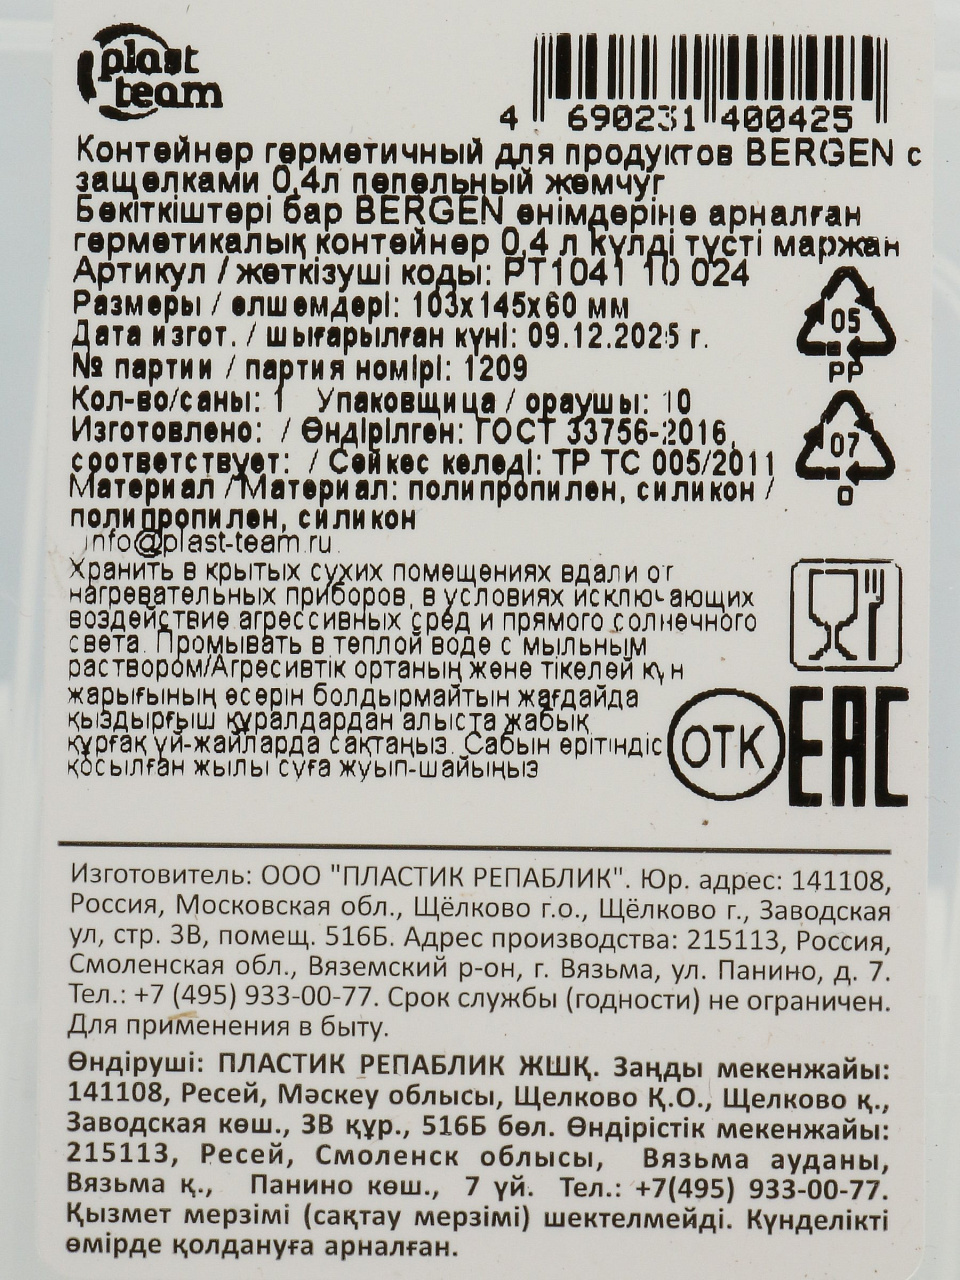 plast team
4 690231 400425
Контейнер герметичный для продуктов BERGEN с
защелками 0,4л пепельный жемчуг
Бекіткіштері бар BERGEN өнімдеріне арналған
герметикалық контейнер 0,4 л күлді түсті маржан
Артикул / жеткізуші коды: PT1041 10 024
Размеры / өлшемдері: 103x145x60 мм
Дата изгот. / шығарылған күні: 09.12.2025 г.
№ партии / партия номірі: 1209
Кол-во/саны: 1 Упаковщица / ораушы: 10
Изготовлено: / Өндірілген: ГОСТ 33756-2016,
соответствует: / Сейкес келеді: ТР ТС 005/2011
Материал /Материал: полипропилен, силикон /
полипропилен, силикон
info@plast-team.ru
Хранить в крытых сухих помещениях вдали от
нагревательных приборов, в условиях исключающих
воздействие агрессивных сред и прямого солнечного
света. Промывать в теплой воде с мыльным
раствором/Агресивтік ортаның және тікелей күн
жарығының әсерін болдырмайтын жағдайда
қыздырғыш құралдардан алыста жабық
құрғақ үй-жайларда сақтаңыз. Сабын ерітіндіс
қосылған жылы суға жуып-шайыңыз
05
PP
07
O
ОТК
EAC
Изготовитель: ООО "ПЛАСТИК РЕПАБЛИК". Юр. адрес: 141108,
Россия, Московская обл., Щёлково г.о., Щёлково г., Заводская
ул, стр. 3В, помещ. 516Б. Адрес производства: 215113, Россия,
Смоленская обл., Вяземский р-он, г. Вязьма, ул. Панино, д. 7.
Тел.: +7 (495) 933-00-77. Срок службы (годности) не ограничен.
Для применения в быту.
Өндіруші: ПЛАСТИК РЕПАБЛИК ЖШҚ. Заңды мекенжайы:
141108, Ресей, Мәскеу облысы, Щелково Қ.О., Щелково қ.,
Заводская көш., 3В құр., 516Б бөл. Өндірістік мекенжайы:
215113, Ресей, Смоленск облысы, Вязьма ауданы,
Вязьма қ., Панино көш., 7 үй. Тел.: +7(495) 933-00-77.
Қызмет мерзімі (сақтау мерзімі) шектелмейді. Күнделікті
өмірде қолдануға арналған.